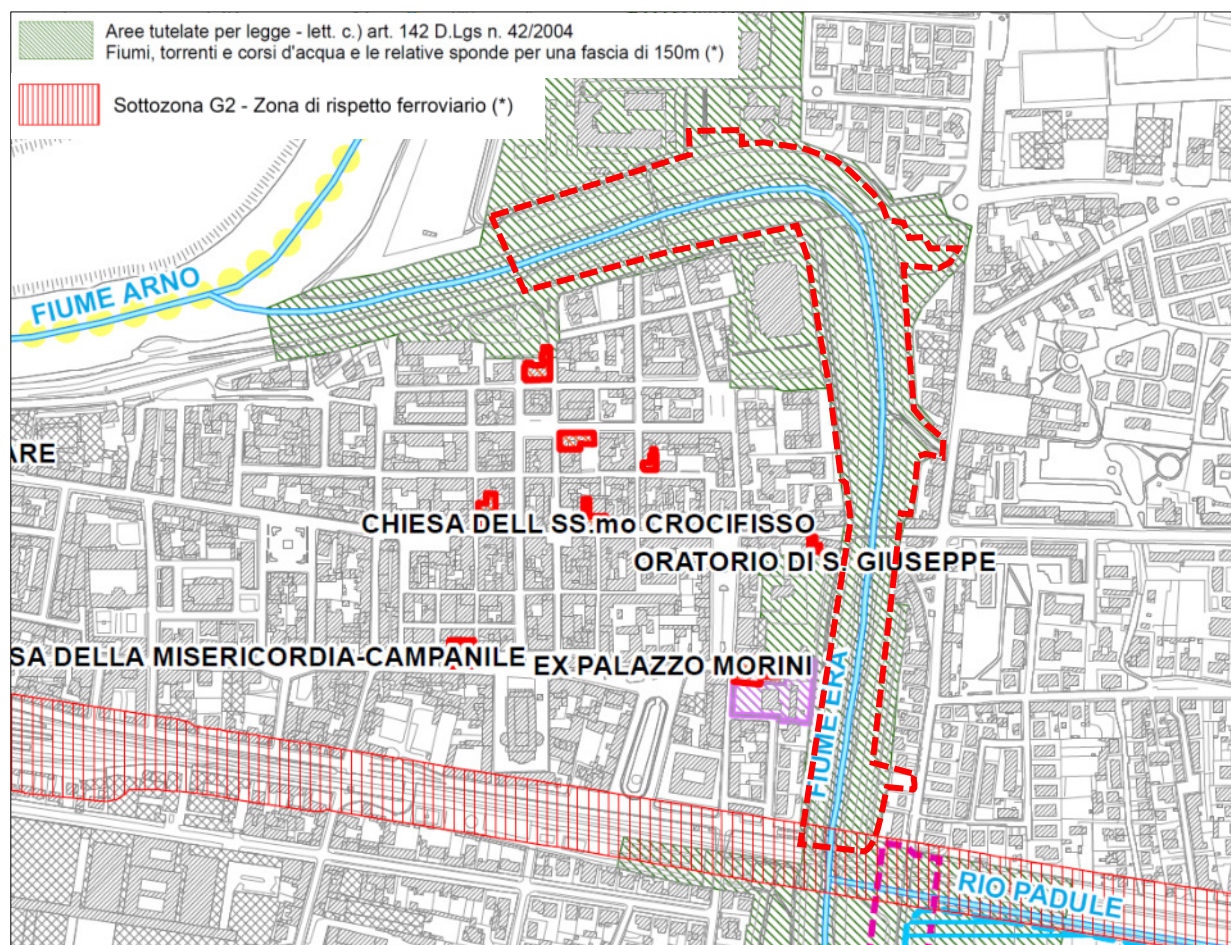 Aree tutelate per legge - lett. c.) art. 142 D.Lgs n. 42/2004
Fiumi, torrenti e corsi d'acqua e le relative sponde per una fascia di 150m (*)
Sottozona G2 - Zona di rispetto ferroviario (*)
FIUME ARNO
ARE
CHIESA DELL SS.mo CROCIFISSO
ORATORIO DI S. GIUSEPPE
SA DELLA MISERICORDIA-CAMPANILE
EX PALAZZO MORINI
FIUME ERA
RIO PADULE